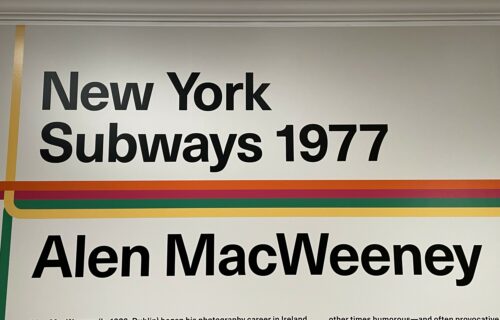 New York
Subways 1977
Alen MacWeeney
Dublin) began his photography career in Ireland
other times humorous—and often provocative